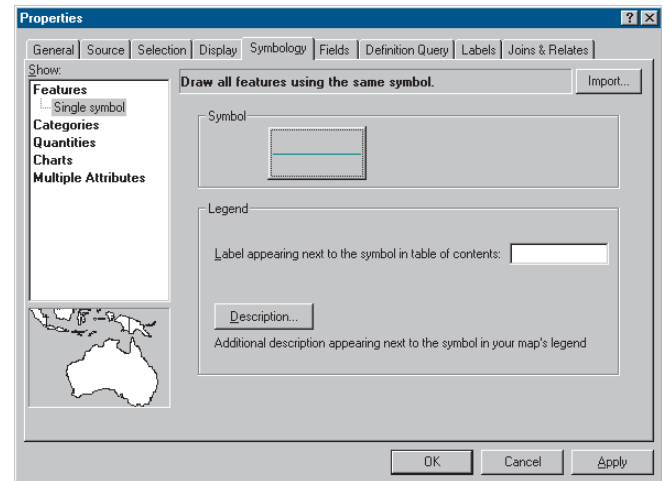 Properties
General Source Selection Display Symbology Fields Definition Query Labels Joins & Relates
Show:
Features
Single symbol
Categories
Quantities
Charts
Multiple Attributes
Draw all features using the same symbol.
Import...
Symbol
Legend
Label appearing next to the symbol in table of contents:
Description...
Additional description appearing next to the symbol in your map's legend
OK Cancel Apply